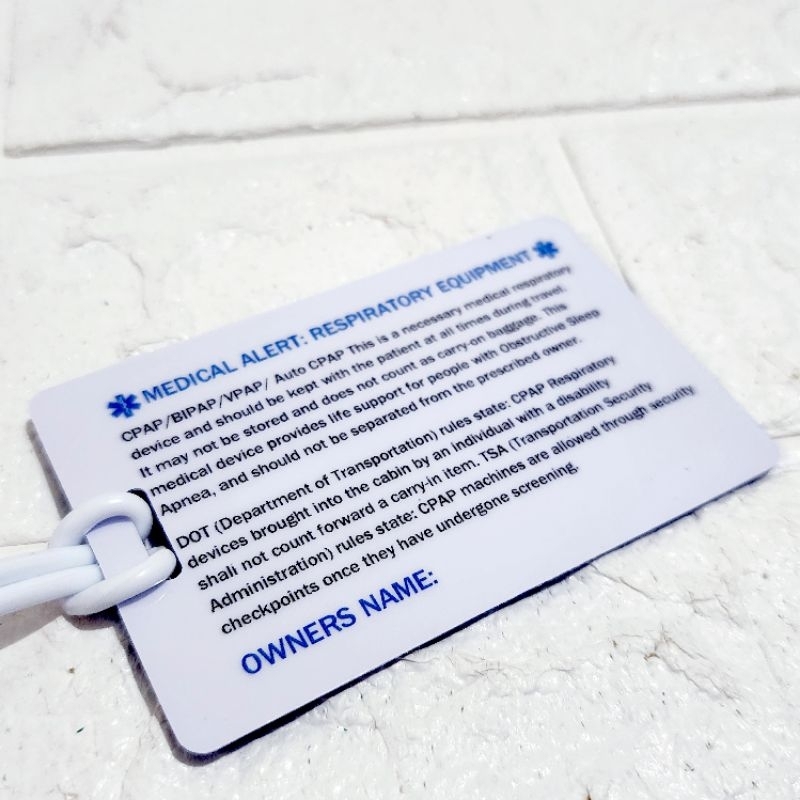 MEDICAL ALERT: RESPIRATORY EQUIPMENT
CPAP/BIPAP/VPAP/ Auto CPAP This is a necessary medical respiratory
device and should be kept with the patient at all times during travel.
It may not be stored and does not count as carry-on baggage. This
medical device provides life support for people with Obstructive Sleep
Apnea, and should not be separated from the prescribed owner.
DOT (Department of Transportation) rules state: CPAP Respiratory
devices brought into the cabin by an individual with a disability
shali not count forward a carry-in item. TSA (Transportation Security
Administration) rules state: CPAP machines are allowed through security
checkpoints once they have undergone screening.
OWNERS NAME: